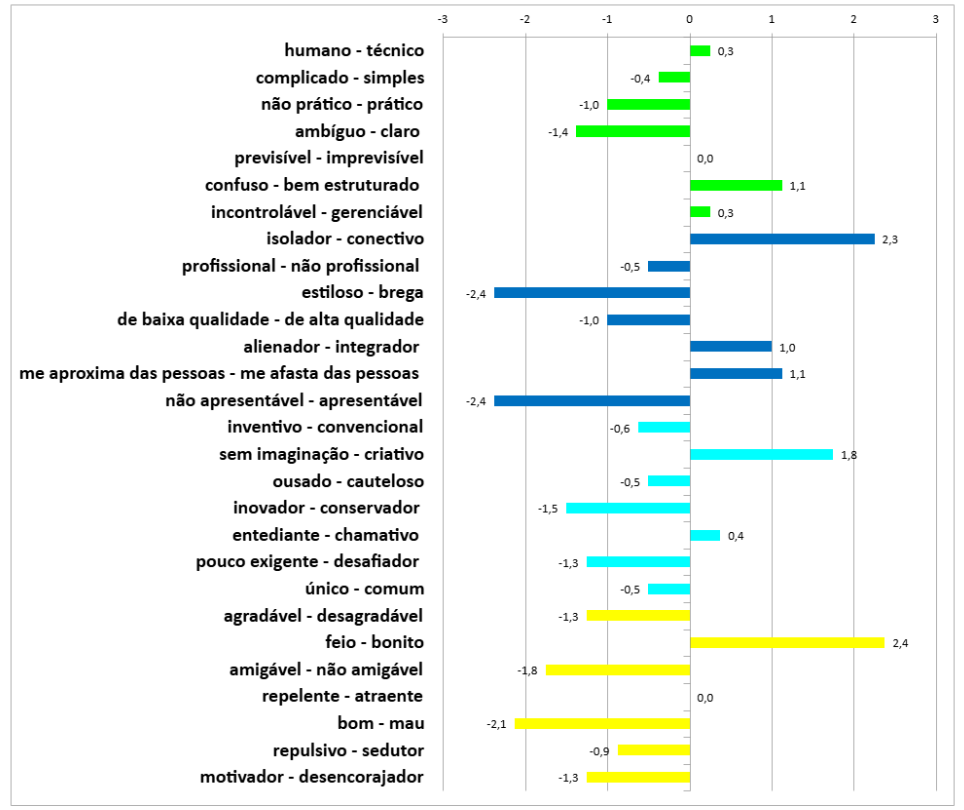 -3 -2 -1 0 1 2 3
humano - técnico 0,3
complicado - simples -0,4
não prático - prático -1,0
ambíguo - claro -1,4
previsível - imprevisível 0,0
confuso - bem estruturado 1,1
incontrolável - gerenciável 0,3
isolador - conectivo 2,3
profissional - não profissional -0,5
estiloso - brega -2,4
de baixa qualidade - de alta qualidade -1,0
alienador - integrador 1,0
me aproxima das pessoas - me afasta das pessoas 1,1
não apresentável - apresentável -2,4
inventivo - convencional -0,6
sem imaginação - criativo 1,8
ousado - cauteloso -0,5
inovador - conservador -1,5
entediante - chamativo 0,4
pouco exigente - desafiador -1,3
único - comum -0,5
agradável - desagradável -1,3
feio - bonito 2,4
amigável - não amigável -1,8
repelente - atraente 0,0
bom - mau -2,1
repulsivo - sedutor -0,9
motivador - desencorajador -1,3